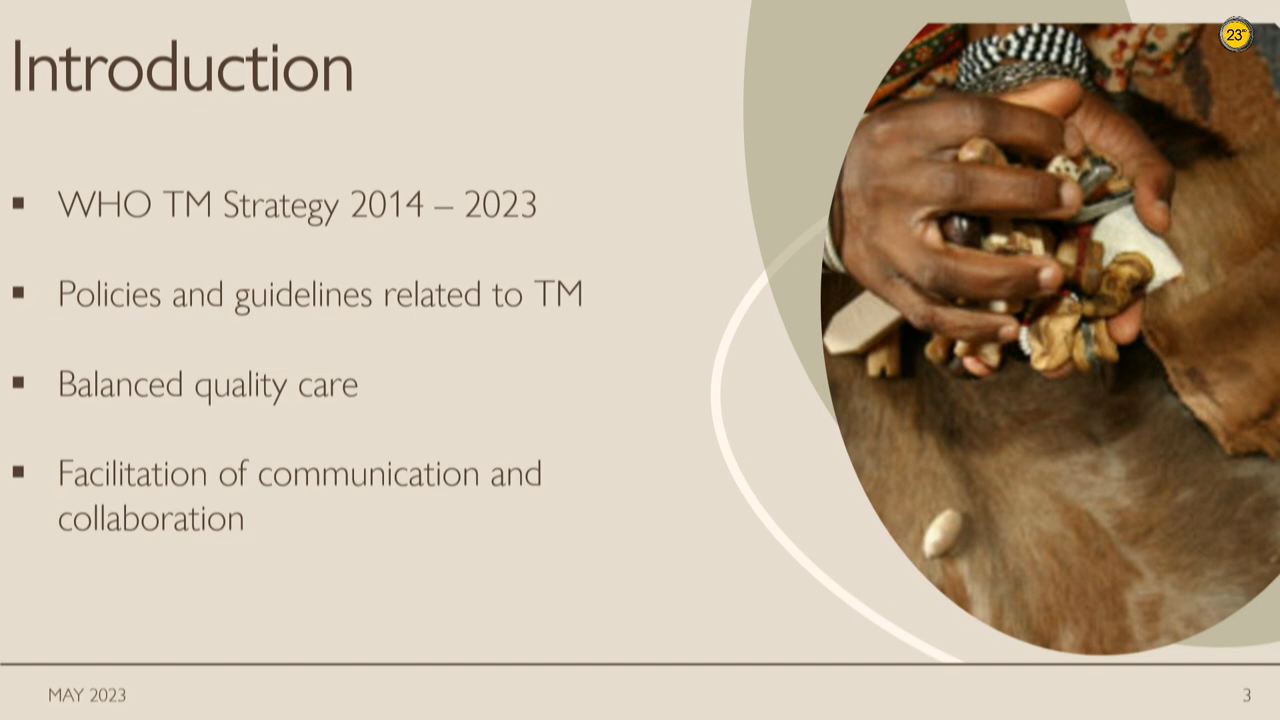 Introduction
▪ WHO TM Strategy 2014 – 2023
▪ Policies and guidelines related to TM
▪ Balanced quality care
▪ Facilitation of communication and
collaboration
MAY 2023
3
23